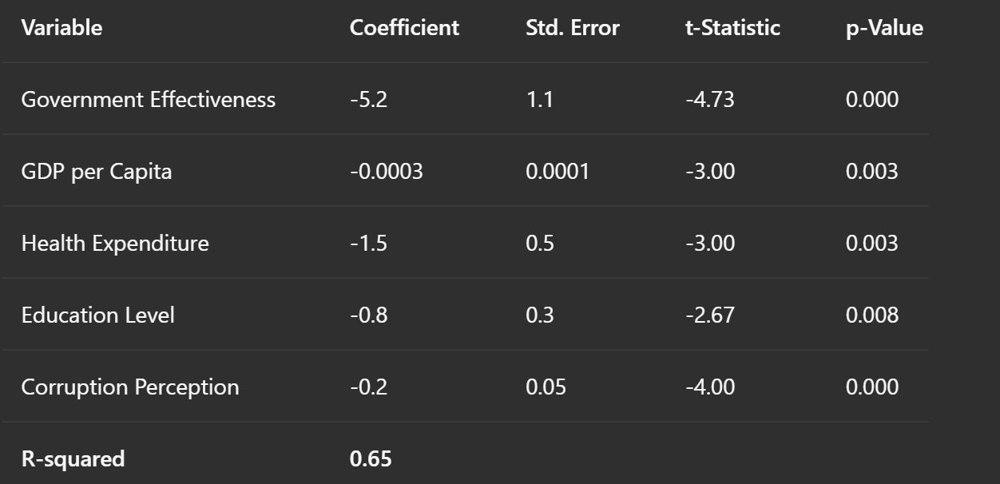 Variable Coefficient Std. Error t-Statistic p-Value
Government Effectiveness -5.2 1.1 -4.73 0.000
GDP per Capita -0.0003 0.0001 -3.00 0.003
Health Expenditure -1.5 0.5 -3.00 0.003
Education Level -0.8 0.3 -2.67 0.008
Corruption Perception -0.2 0.05 -4.00 0.000
R-squared 0.65